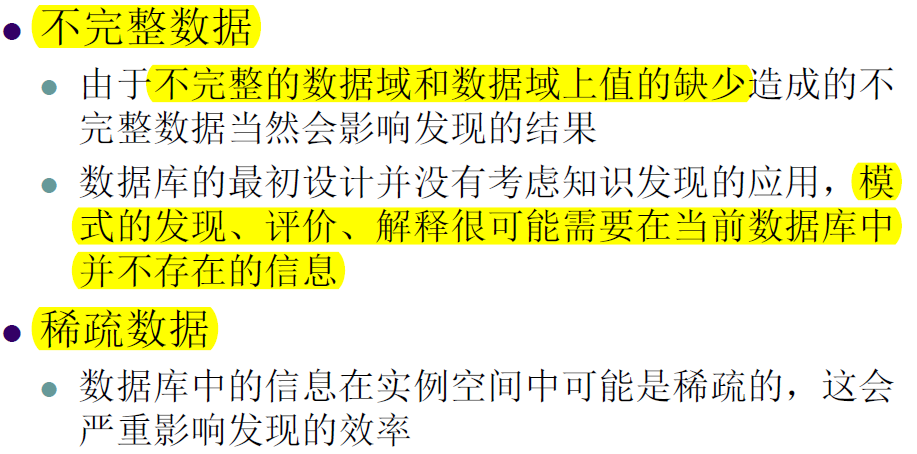 不完整数据
由于不完整的数据域和数据域上值的缺少造成的不
完整数据当然会影响发现的结果
数据库的最初设计并没有考虑知识发现的应用，模
式的发现、评价、解释很可能需要在当前数据库中
并不存在的信息
稀疏数据
数据库中的信息在实例空间中可能是稀疏的，这会
严重影响发现的效率